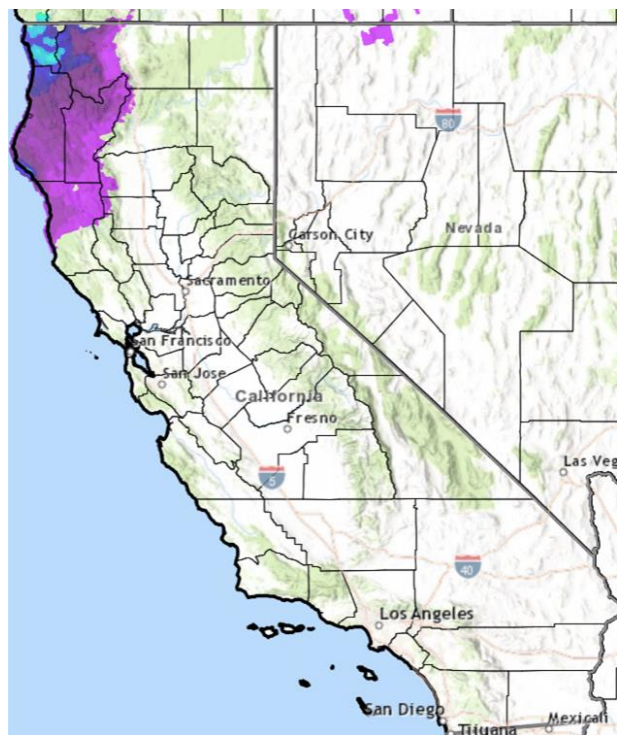 80
Nevada
Carson City
Sacramento
San Francisco
San Jose
California
Fresno
Las Veg
5
40
Los Angeles
San Diego
Mexicali
Tijuana